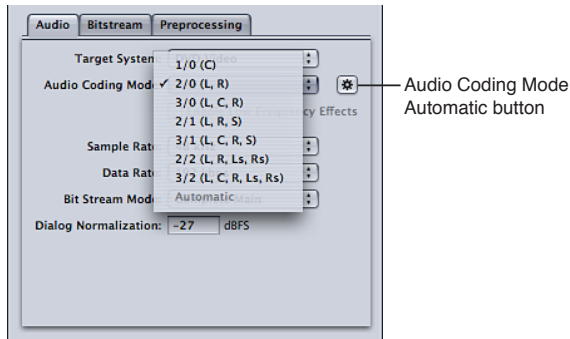 Audio Bitstream Preprocessing
Target System:
1/0 (C)
Audio Coding Mode ✓ 2/0 (L, R)
Audio Coding Mode
Automatic button
3/0 (L, C, R)
Effects
2/1 (L, R, S)
Sample Rate
3/1 (L, C, R, S)
Data Rate
2/2 (L, R, Ls, Rs)
3/2 (L, C, R, Ls, Rs)
Bit Stream Mode
Automatic
Dialog Normalization: -27 dBFS